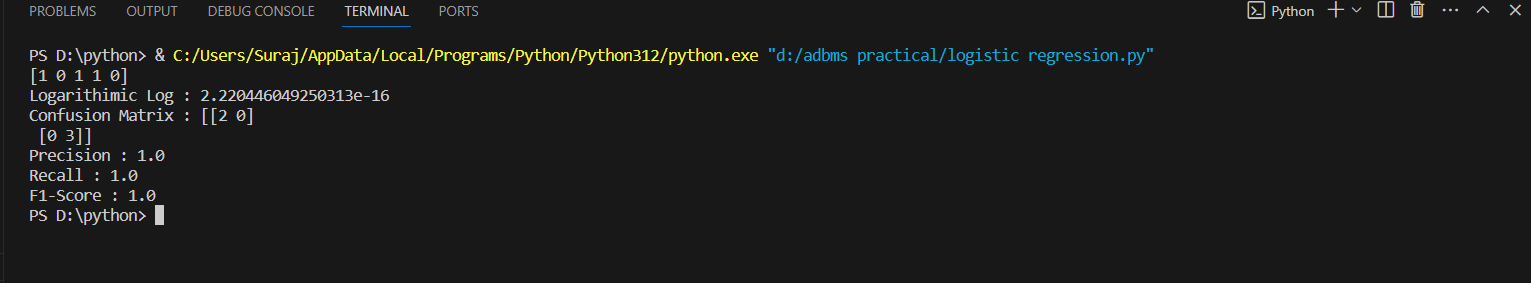 PROBLEMS OUTPUT DEBUG CONSOLE TERMINAL PORTS Python
PS D:\python> & C:/Users/Suraj/AppData/Local/Programs/Python/Python312/python.exe "d:/adbms practical/logistic regression.py"
[1 0 1 1 0]
Logarithimic Log : 2.220446049250313e-16
Confusion Matrix : [[2 0]
 [0 3]]
Precision : 1.0
Recall : 1.0
F1-Score : 1.0
PS D:\python>